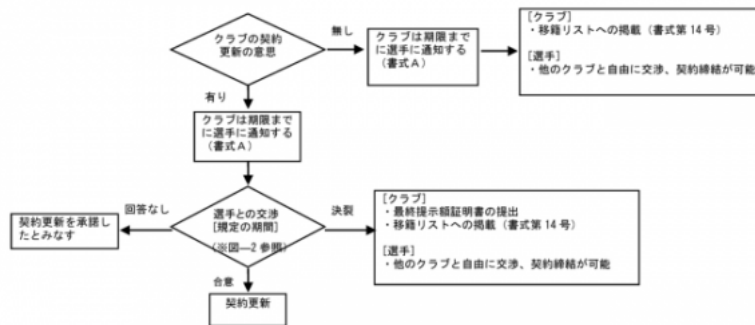 クラブの契約
更新の意思
無し
クラブは期限まで
に選手に通知する
(書式A)
[クラブ]
・移籍リストへの掲載(書式第14号)
[選手]
・他のクラブと自由に交渉、契約締結が可能
有り
クラブは期限まで
に選手に通知する
(書式A)
回答なし
契約更新を承諾し
たとみなす
選手との交渉
[規定の期間]
(※図―2参照)
決裂
[クラブ]
・最終提示額証明書の提出
・移籍リストへの掲載(書式第14号)
[選手]
・他のクラブと自由に交渉、契約締結が可能
合意
契約更新